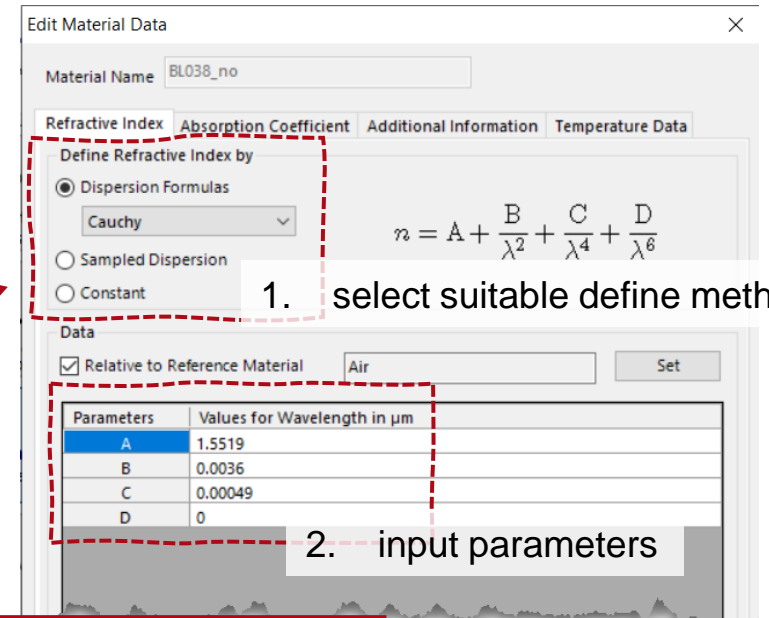 Edit Material Data
Material Name BL038_no
Refractive Index Absorption Coefficient Additional Information Temperature Data
Define Refractive Index by
Dispersion Formulas
Cauchy
n = A + B/λ² + C/λ⁴ + D/λ⁶
Sampled Dispersion
Constant
1. select suitable define meth
Data
Relative to Reference Material Air Set
Parameters Values for Wavelength in µm
A 1.5519
B 0.0036
C 0.00049
D 0
2. input parameters